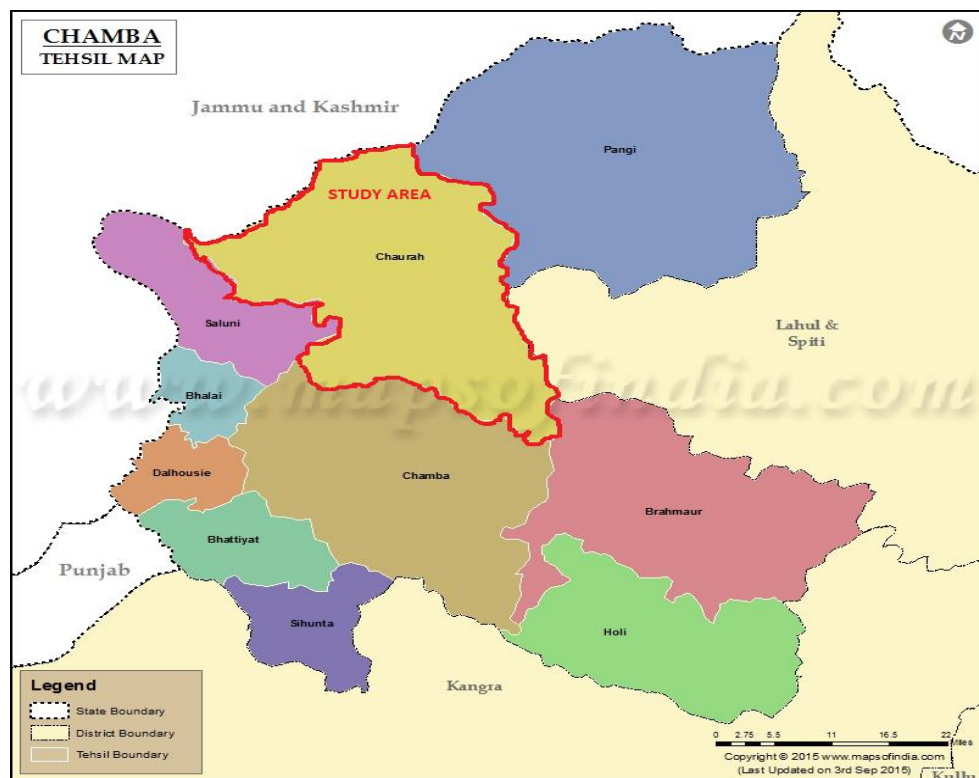 CHAMBA
TEHSIL MAP
N
Jammu and Kashmir
Pangi
STUDY AREA
Chaurah
Saluni
Lahul &
Spiti
Bhalai
www.mapsofindia.com
Dalhousie
Chamba
Brahmaur
Bhattiyat
Punjab
Sihunta
Holi
Kangra
Legend
State Boundary
District Boundary
Tehsil Boundary
0 2.75 5.5 11 16.5 22 Miles
Copyright © 2015 www.mapsofindia.com
(Last Updated on 3rd Sep 2015)